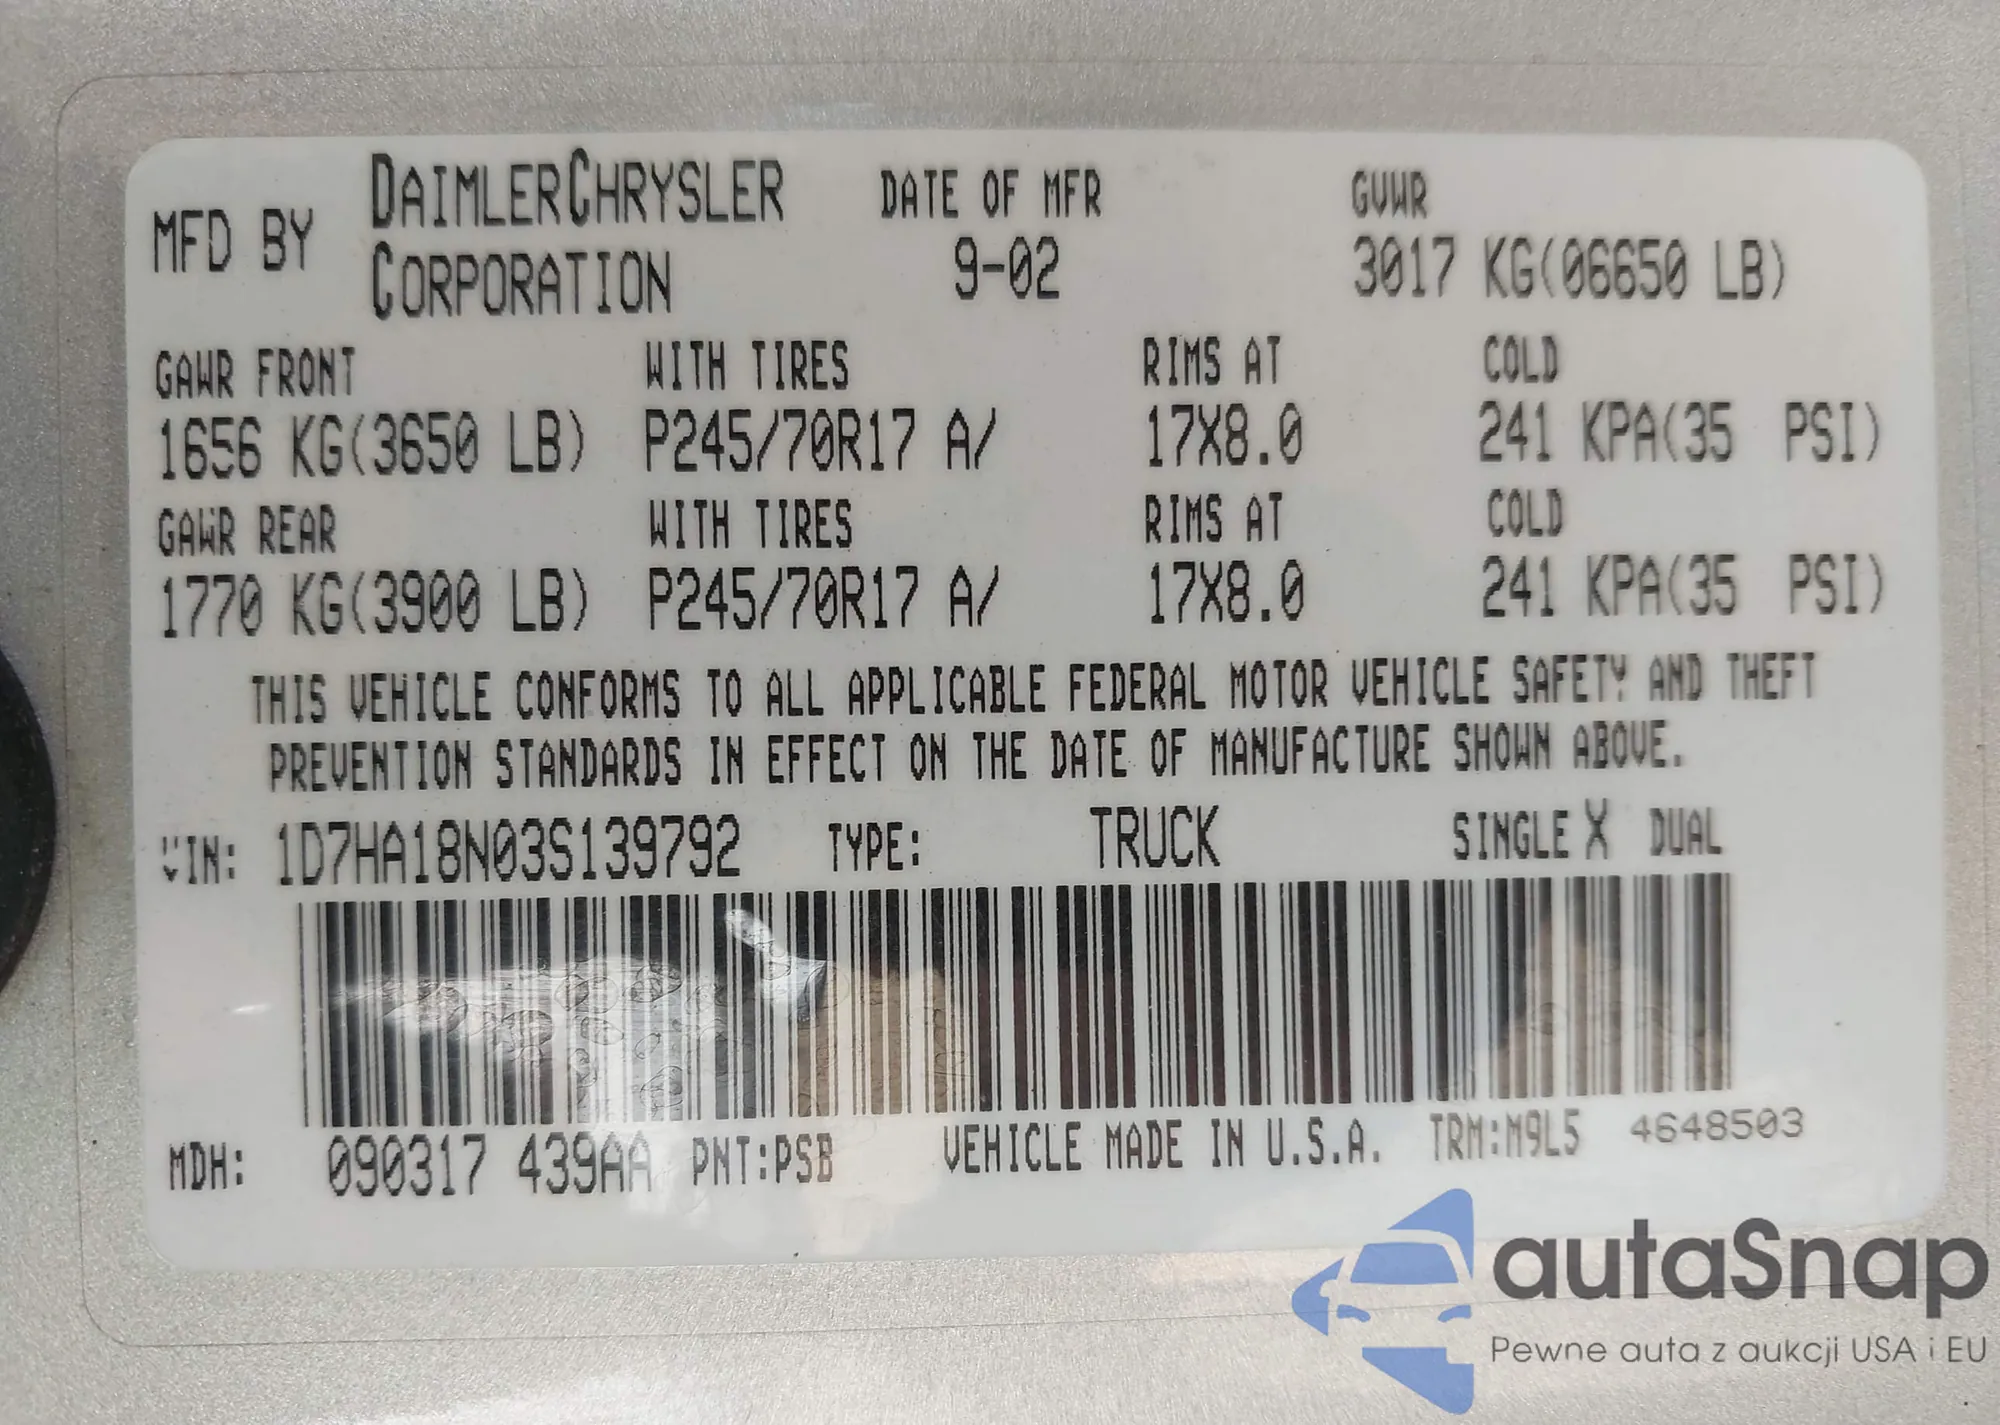 MFD BY DAIMLERCHRYSLER CORPORATION DATE OF MFR 9-02 GVWR 3017 KG(06650 LB)
GAWR FRONT WITH TIRES RIMS AT COLD
1656 KG(3650 LB) P245/70R17 A/ 17X8.0 241 KPA(35 PSI)
GAWR REAR WITH TIRES RIMS AT COLD
1770 KG(3900 LB) P245/70R17 A/ 17X8.0 241 KPA(35 PSI)
THIS VEHICLE CONFORMS TO ALL APPLICABLE FEDERAL MOTOR VEHICLE SAFETY AND THEFT
PREVENTION STANDARDS IN EFFECT ON THE DATE OF MANUFACTURE SHOWN ABOVE.
VIN: 1D7HA18N03S139792 TYPE: TRUCK SINGLE X DUAL
MDH: 090317 439AA PNT:PSB VEHICLE MADE IN U.S.A. TRM:M9L5 4648503
autaSnap
Pewne auta z aukcji USA i EU